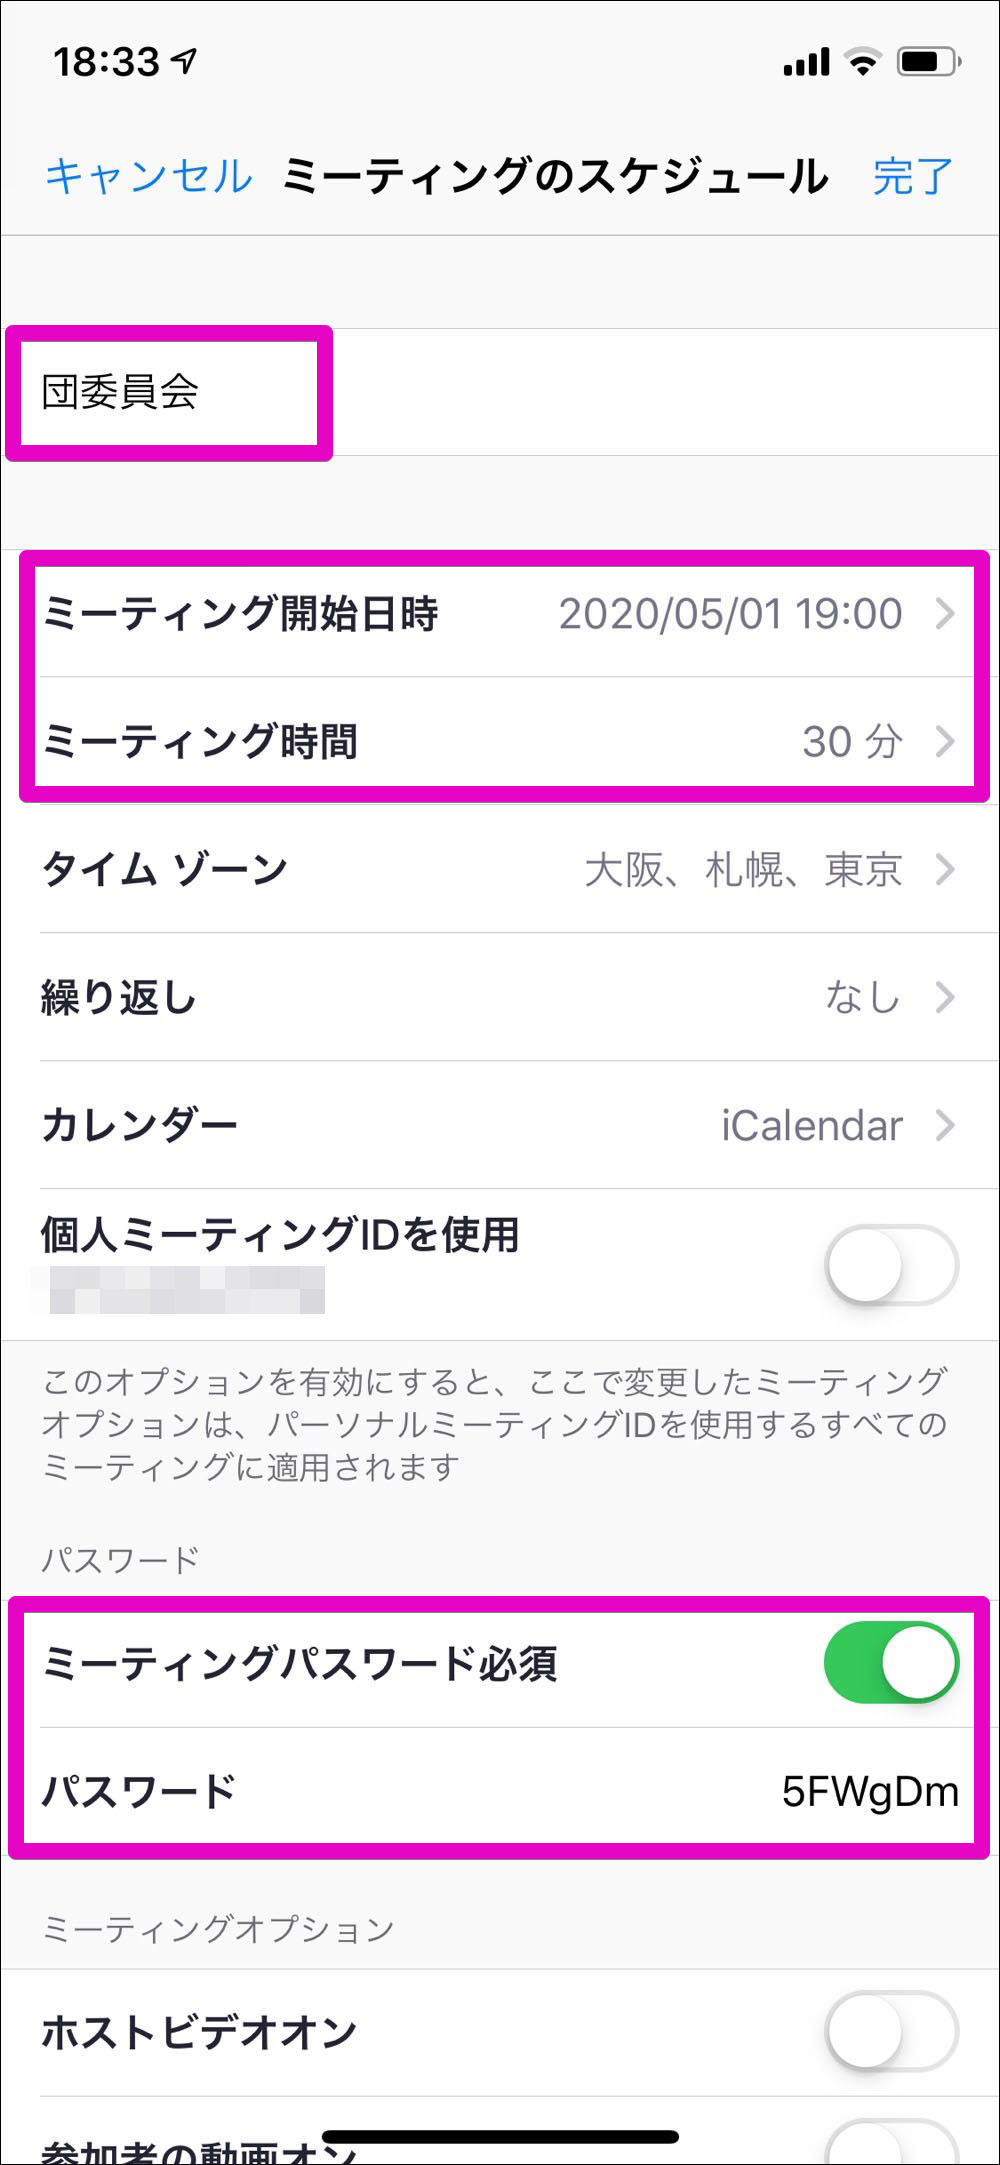 18:33
キャンセル ミーティングのスケジュール 完了
団委員会
ミーティング開始日時 2020/05/01 19:00
ミーティング時間 30 分
タイム ゾーン 大阪、札幌、東京
繰り返し なし
カレンダー iCalendar
個人ミーティングIDを使用
このオプションを有効にすると、ここで変更したミーティング
オプションは、パーソナルミーティングIDを使用するすべての
ミーティングに適用されます
パスワード
ミーティングパスワード必須
パスワード 5FWgDm
ミーティングオプション
ホストビデオオン
参加者の動画オン